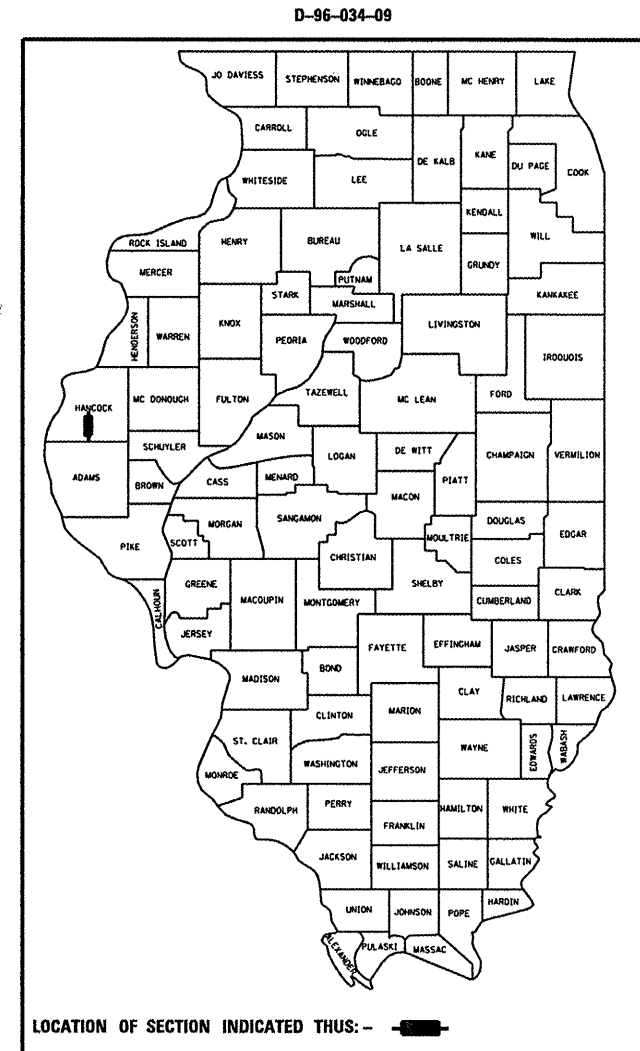 D-96-034-09
JO DAVIESS STEPHENSON WINNEBAGO BOONE MC HENRY LAKE
CARROLL OGLE DE KALB KANE DU PAGE COOK
WHITESIDE LEE
KENDALL
ROCK ISLAND HENRY BUREAU LA SALLE GRUNDY WILL
MERCER PUTNAM
STARK MARSHALL KANKAKEE
HENDERSON WARREN KNOX PEORIA WOODFORD LIVINGSTON IROQUOIS
HANCOCK MC DONOUGH FULTON TAZEWELL MC LEAN FORD
MASON
SCHUYLER LOGAN DE WITT CHAMPAIGN VERMILION
ADAMS BROWN CASS MENARD PIATT
MACON
MORGAN SANGAMON DOUGLAS
PIKE SCOTT CHRISTIAN MOULTRIE EDGAR
COLES
GREENE SHELBY
CALHOUN MACOUPIN MONTGOMERY CUMBERLAND CLARK
JERSEY
FAYETTE EFFINGHAM JASPER CRAWFORD
BOND
MADISON CLAY RICHLAND LAWRENCE
CLINTON MARION
ST. CLAIR WAYNE EDWARDS WABASH
WASHINGTON JEFFERSON
MONROE
RANDOLPH PERRY HAMILTON WHITE
FRANKLIN
JACKSON WILLIAMSON SALINE GALLATIN
UNION JOHNSON POPE HARDIN
ALEXANDER PULASKI MASSAC
LOCATION OF SECTION INDICATED THUS: –